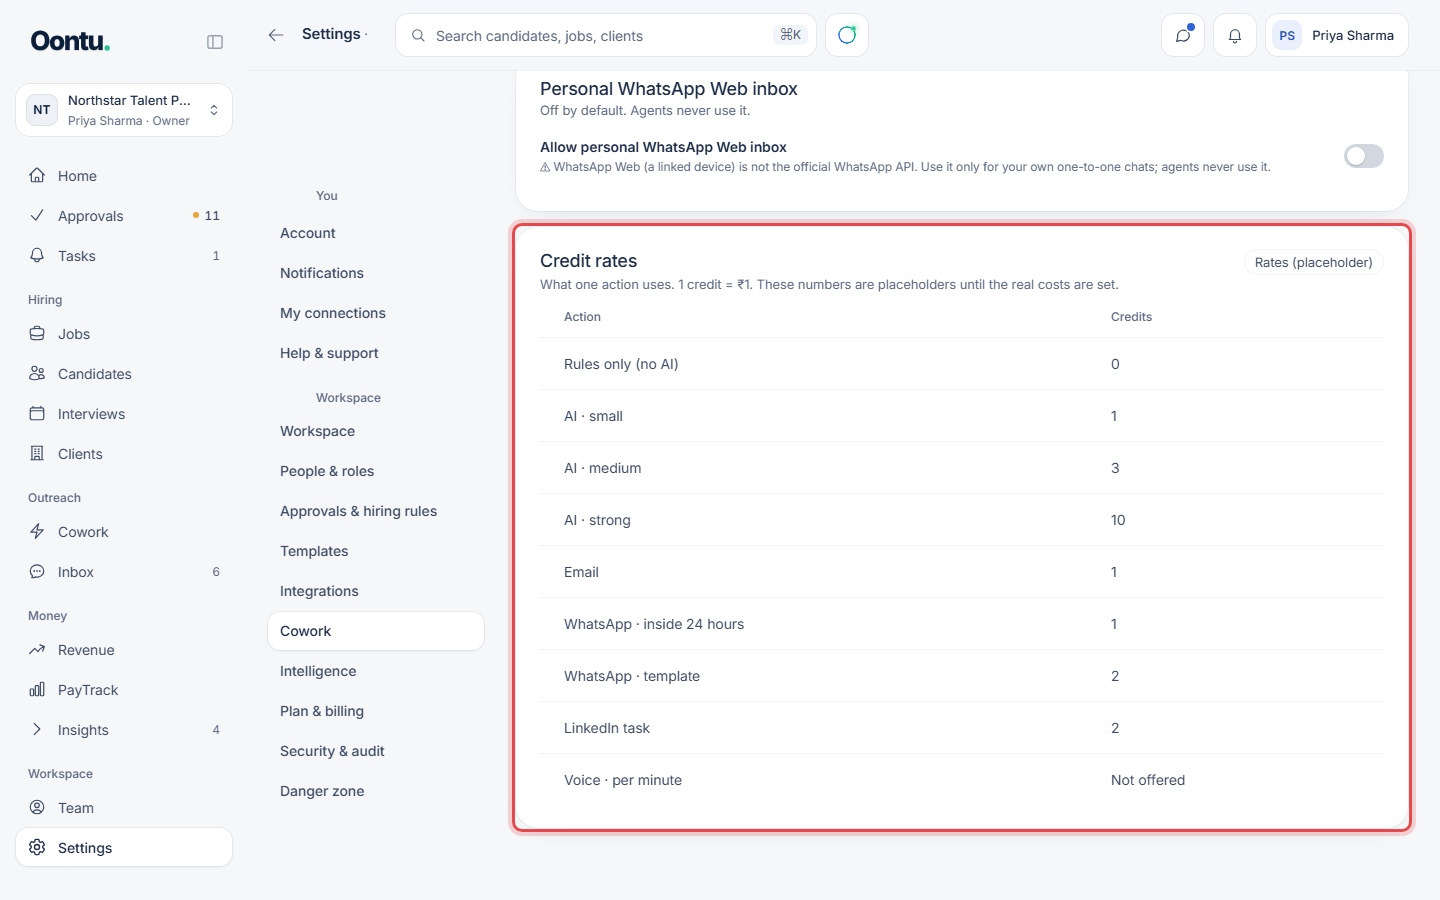 Oontu.
Settings ·
Search candidates, jobs, clients
⌘K
PS
Priya Sharma
NT
Northstar Talent P...
Priya Sharma · Owner
Home
Approvals
11
Tasks
1
Hiring
Jobs
Candidates
Interviews
Clients
Outreach
Cowork
Inbox
6
Money
Revenue
PayTrack
Insights
4
Workspace
Team
Settings
You
Account
Notifications
My connections
Help & support
Workspace
Workspace
People & roles
Approvals & hiring rules
Templates
Integrations
Cowork
Intelligence
Plan & billing
Security & audit
Danger zone
Personal WhatsApp Web inbox
Off by default. Agents never use it.
Allow personal WhatsApp Web inbox
⚠ WhatsApp Web (a linked device) is not the official WhatsApp API. Use it only for your own one-to-one chats; agents never use it.
Credit rates
Rates (placeholder)
What one action uses. 1 credit = ₹1. These numbers are placeholders until the real costs are set.
Action Credits
Rules only (no AI) 0
AI · small 1
AI · medium 3
AI · strong 10
Email 1
WhatsApp · inside 24 hours 1
WhatsApp · template 2
LinkedIn task 2
Voice · per minute Not offered